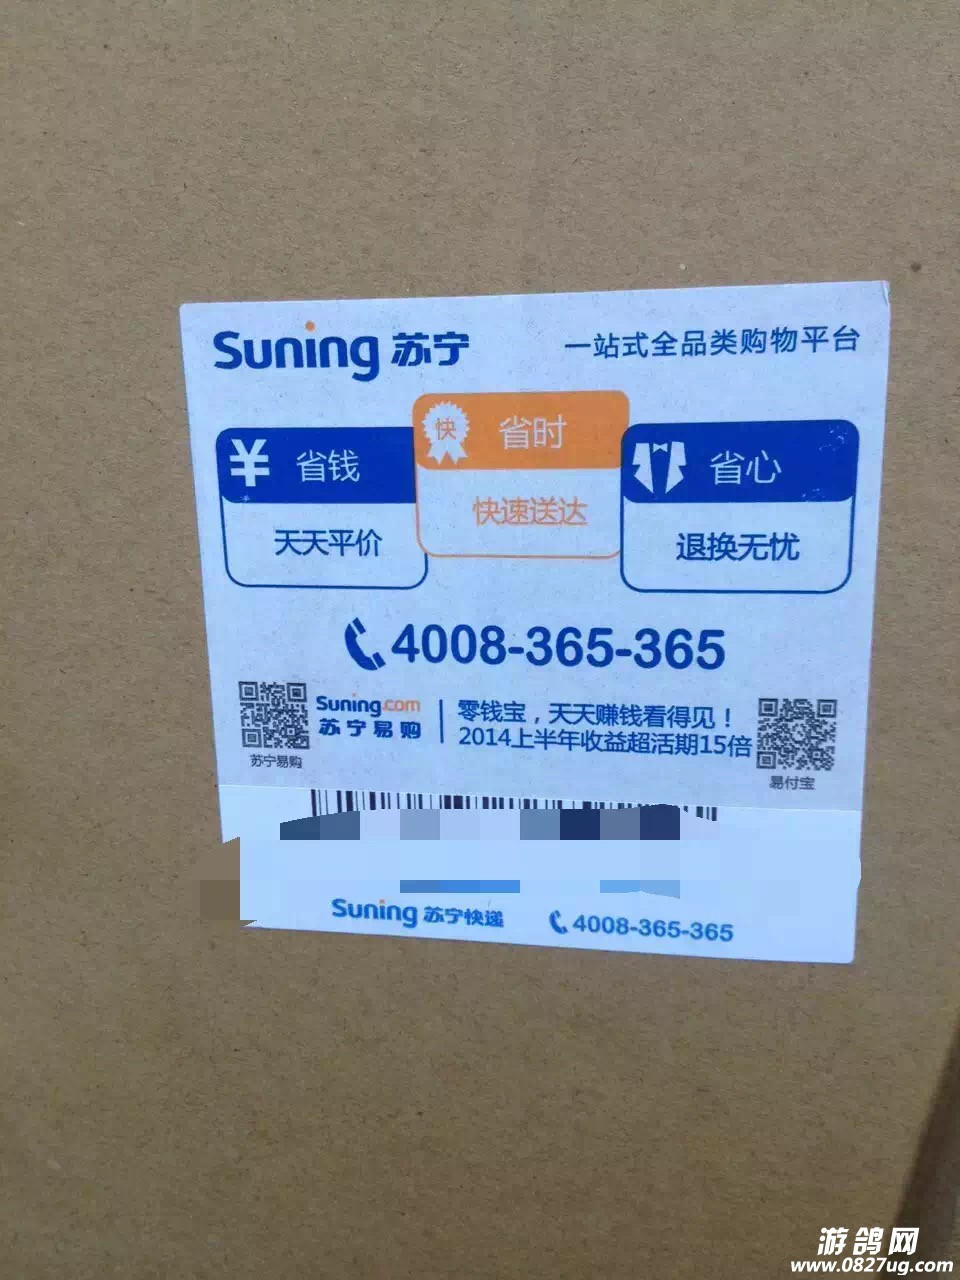 Suning 苏宁
一站式全品类购物平台
¥ 省钱
天天平价
快 省时
快速送达
省心
退换无忧
4008-365-365
Suning.com
苏宁易购
零钱宝，天天赚钱看得见！
2014上半年收益超活期15倍
苏宁易购
易付宝
Suning 苏宁快递 4008-365-365
游鸽网
www.0827ug.com